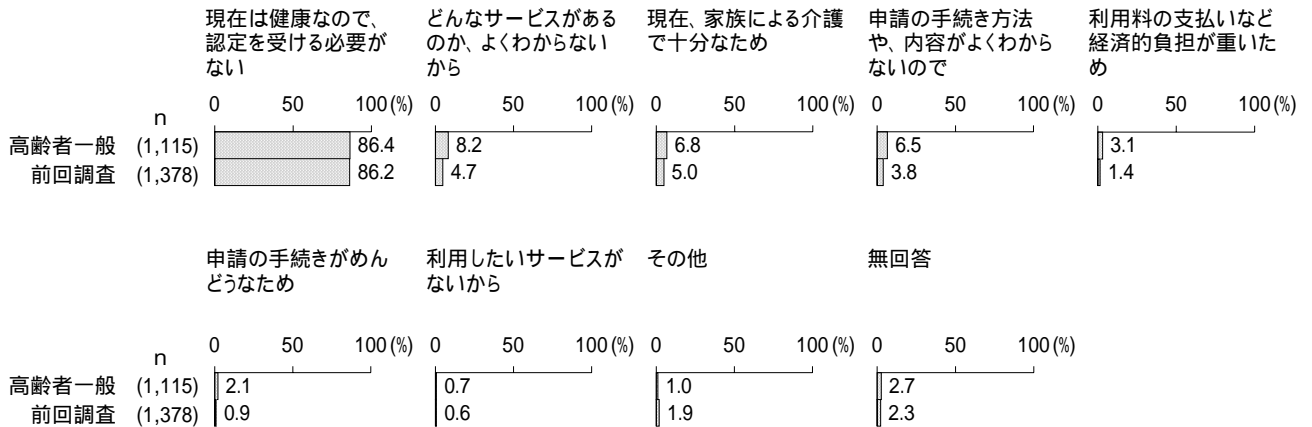 現在は健康なので、 どんなサービスがある 現在、家族による介護 申請の手続き方法 利用料の支払いなど
認定を受ける必要が のか、よくわからない で十分なため や、内容がよくわから 経済的負担が重いた
ない から ないので め
n 0 50 100(%) 0 50 100(%) 0 50 100(%) 0 50 100(%) 0 50 100(%)
高齢者一般 (1,115) 86.4 8.2 6.8 6.5 3.1
前回調査 (1,378) 86.2 4.7 5.0 3.8 1.4
申請の手続きがめん 利用したいサービスが その他 無回答
どうなため ないから
n 0 50 100(%) 0 50 100(%) 0 50 100(%) 0 50 100(%)
高齢者一般 (1,115) 2.1 0.7 1.0 2.7
前回調査 (1,378) 0.9 0.6 1.9 2.3